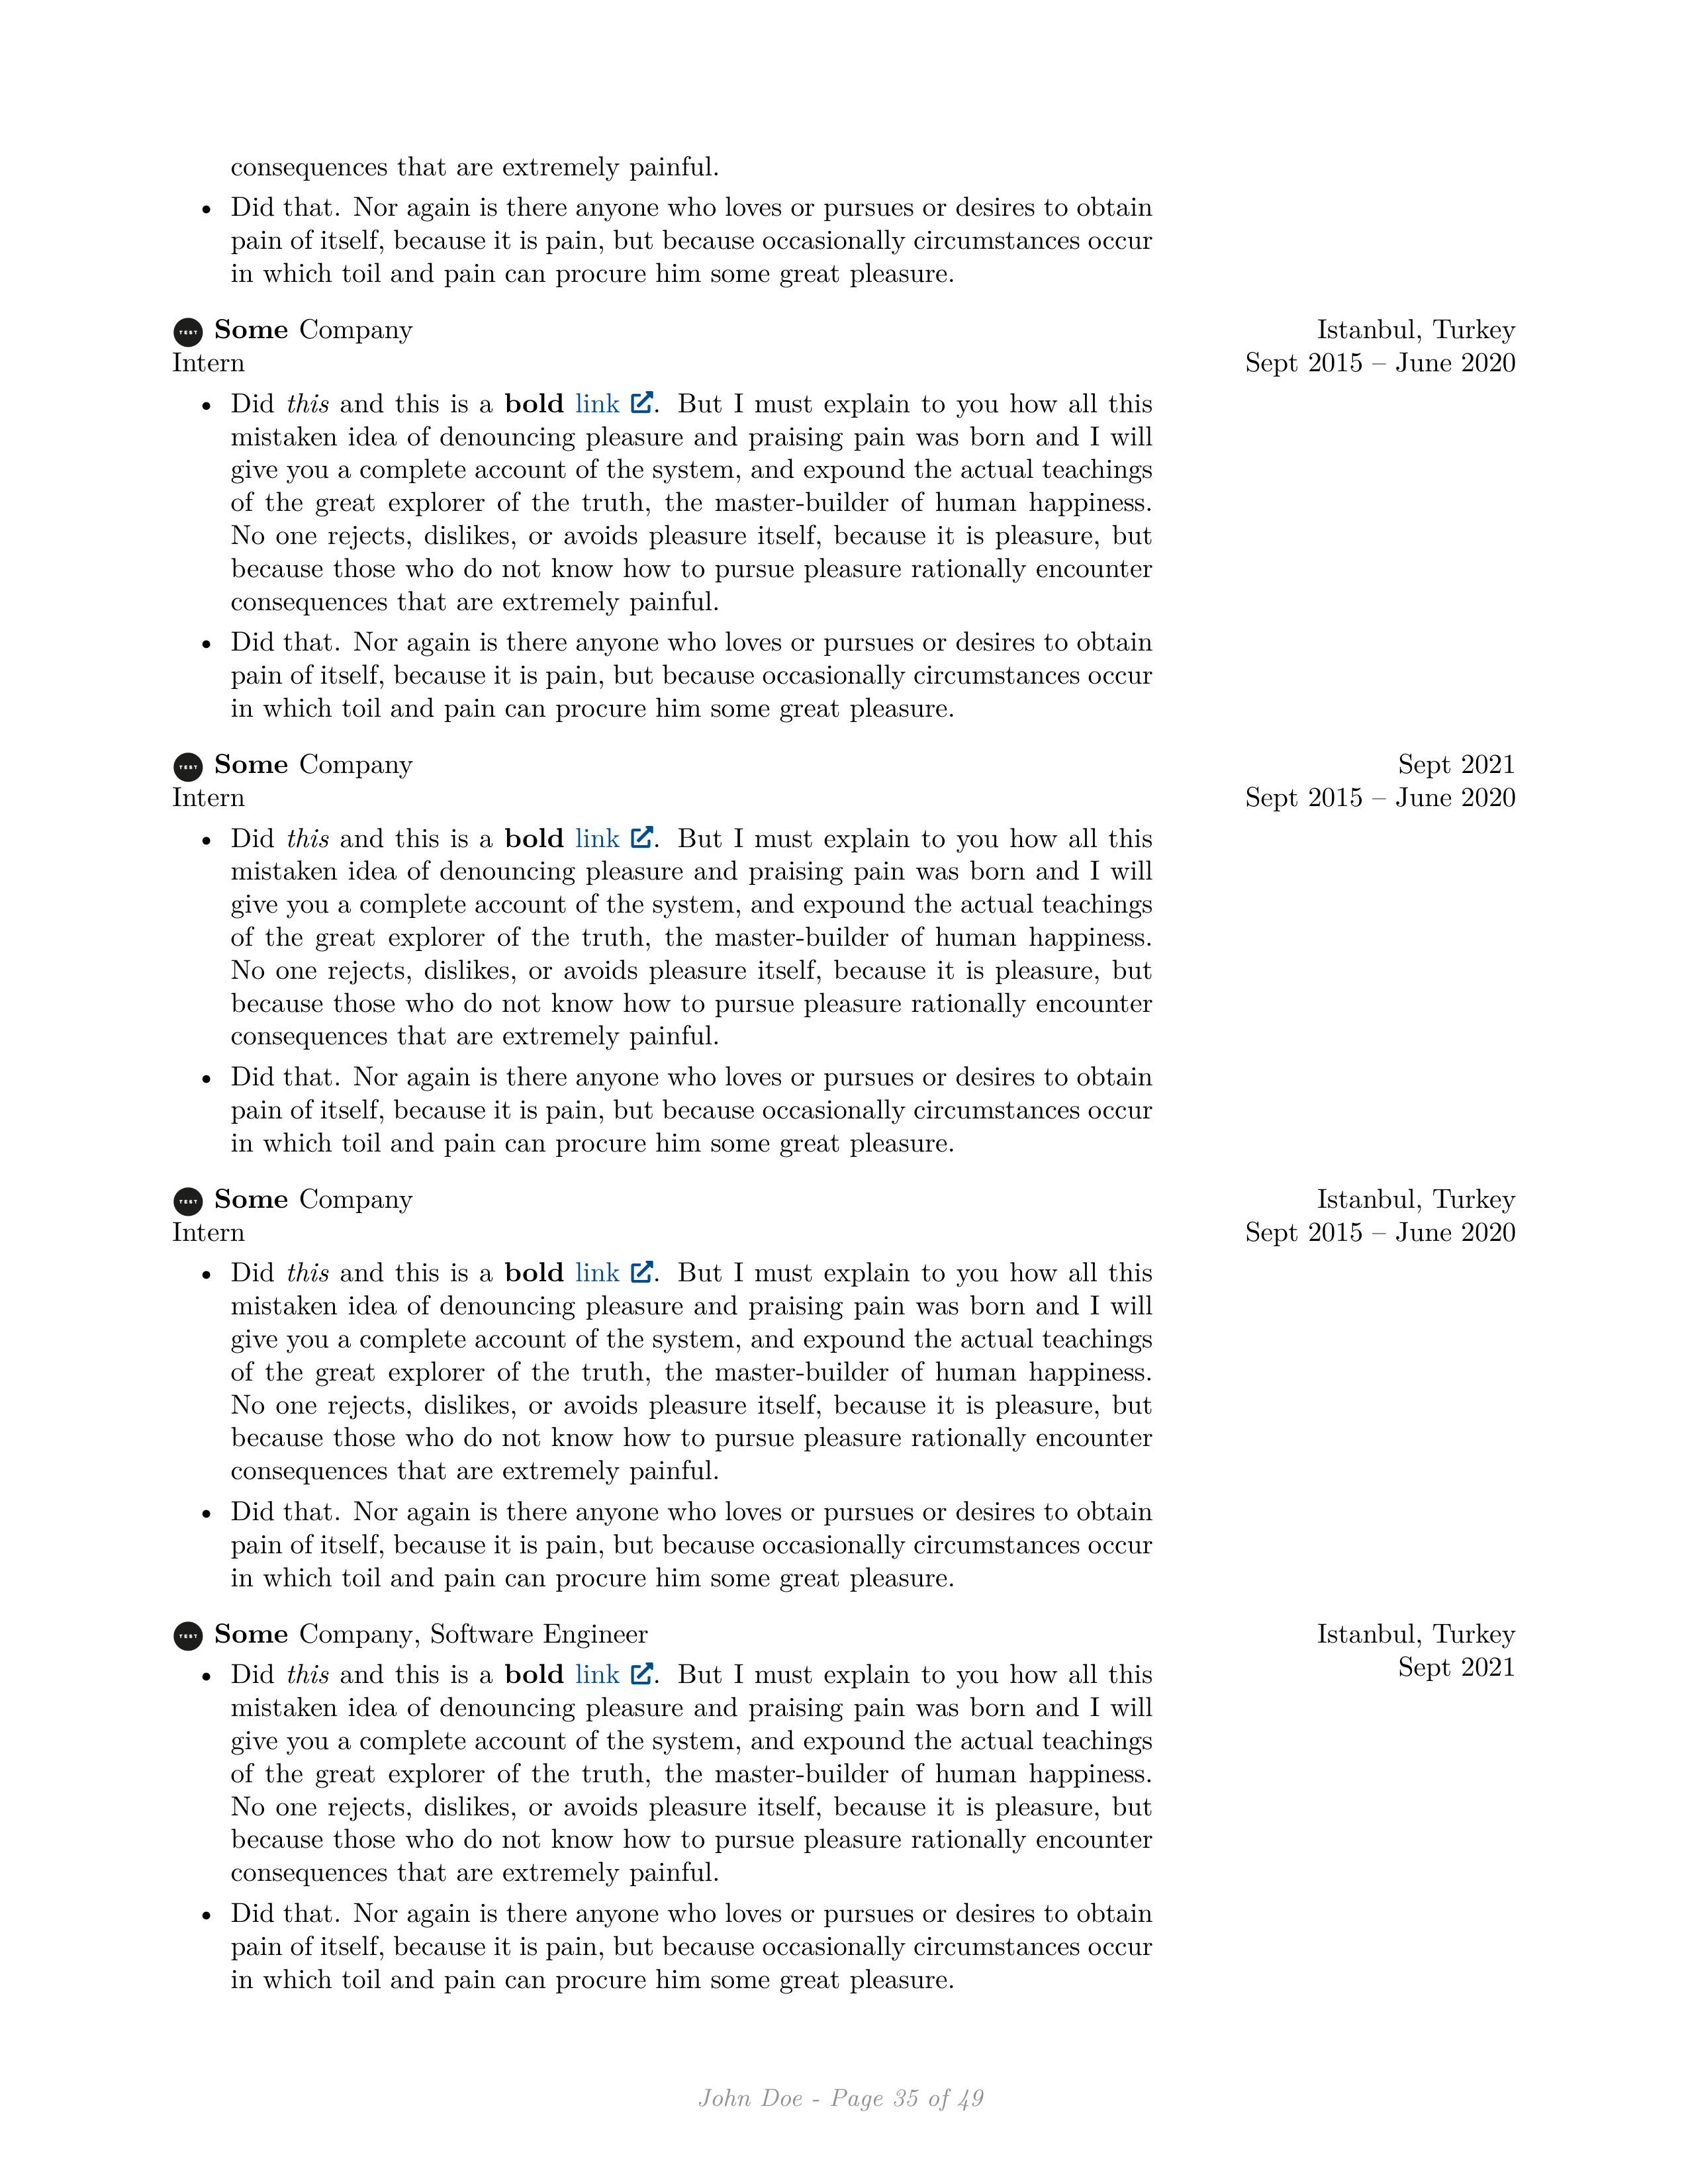 consequences that are extremely painful.
• Did that. Nor again is there anyone who loves or pursues or desires to obtain
pain of itself, because it is pain, but because occasionally circumstances occur
in which toil and pain can procure him some great pleasure.
TEST Some Company Istanbul, Turkey
Intern Sept 2015 – June 2020
• Did this and this is a bold link. But I must explain to you how all this
mistaken idea of denouncing pleasure and praising pain was born and I will
give you a complete account of the system, and expound the actual teachings
of the great explorer of the truth, the master-builder of human happiness.
No one rejects, dislikes, or avoids pleasure itself, because it is pleasure, but
because those who do not know how to pursue pleasure rationally encounter
consequences that are extremely painful.
• Did that. Nor again is there anyone who loves or pursues or desires to obtain
pain of itself, because it is pain, but because occasionally circumstances occur
in which toil and pain can procure him some great pleasure.
TEST Some Company Sept 2021
Intern Sept 2015 – June 2020
• Did this and this is a bold link. But I must explain to you how all this
mistaken idea of denouncing pleasure and praising pain was born and I will
give you a complete account of the system, and expound the actual teachings
of the great explorer of the truth, the master-builder of human happiness.
No one rejects, dislikes, or avoids pleasure itself, because it is pleasure, but
because those who do not know how to pursue pleasure rationally encounter
consequences that are extremely painful.
• Did that. Nor again is there anyone who loves or pursues or desires to obtain
pain of itself, because it is pain, but because occasionally circumstances occur
in which toil and pain can procure him some great pleasure.
TEST Some Company Istanbul, Turkey
Intern Sept 2015 – June 2020
• Did this and this is a bold link. But I must explain to you how all this
mistaken idea of denouncing pleasure and praising pain was born and I will
give you a complete account of the system, and expound the actual teachings
of the great explorer of the truth, the master-builder of human happiness.
No one rejects, dislikes, or avoids pleasure itself, because it is pleasure, but
because those who do not know how to pursue pleasure rationally encounter
consequences that are extremely painful.
• Did that. Nor again is there anyone who loves or pursues or desires to obtain
pain of itself, because it is pain, but because occasionally circumstances occur
in which toil and pain can procure him some great pleasure.
TEST Some Company, Software Engineer Istanbul, Turkey
Sept 2021
• Did this and this is a bold link. But I must explain to you how all this
mistaken idea of denouncing pleasure and praising pain was born and I will
give you a complete account of the system, and expound the actual teachings
of the great explorer of the truth, the master-builder of human happiness.
No one rejects, dislikes, or avoids pleasure itself, because it is pleasure, but
because those who do not know how to pursue pleasure rationally encounter
consequences that are extremely painful.
• Did that. Nor again is there anyone who loves or pursues or desires to obtain
pain of itself, because it is pain, but because occasionally circumstances occur
in which toil and pain can procure him some great pleasure.
John Doe - Page 35 of 49